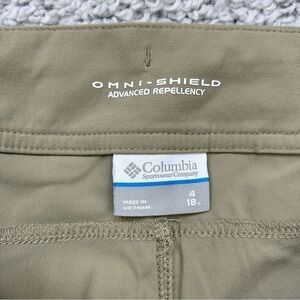 OMNI-SHIELD
ADVANCED REPELLENCY
Columbia
Sportswear Company
4
MADE IN
VIETNAM
18 L